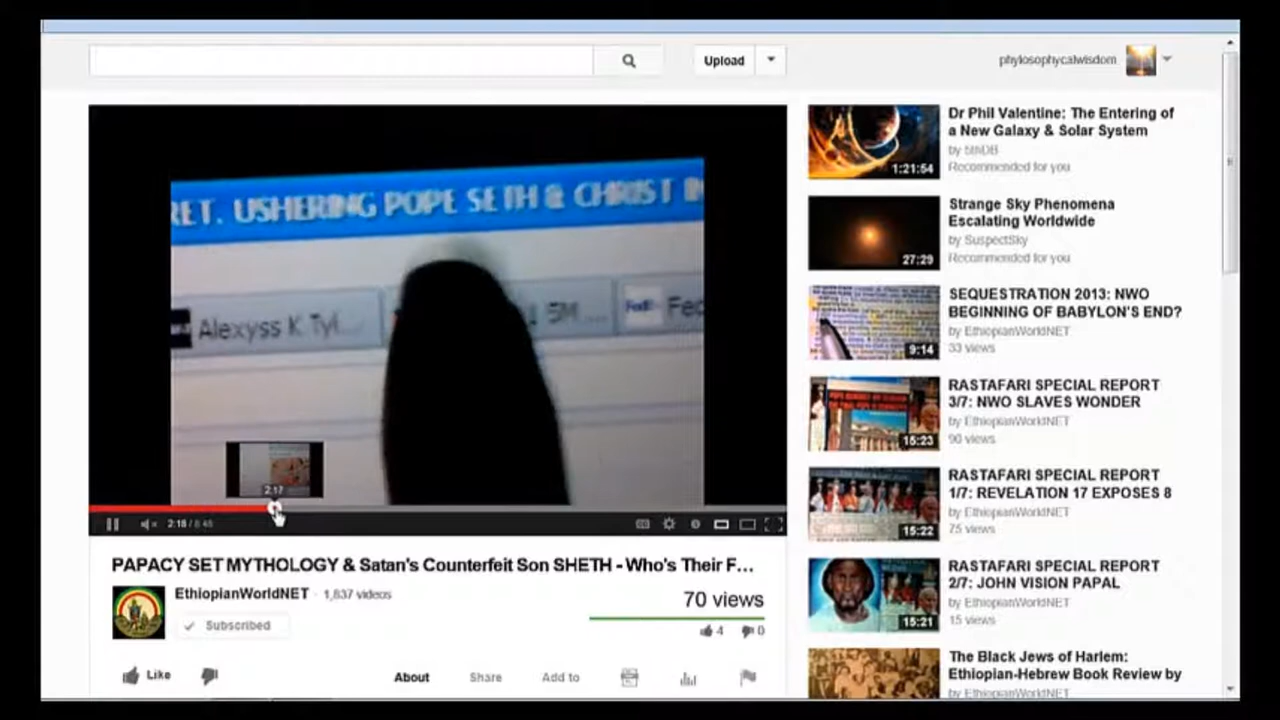 Upload
phylosophycalwisdom
RET. USHERING POPE SETH & CHRIST
Alexyss K Tyl...
FedEx
2:17
2:18 / 8:48
PAPACY SET MYTHOLOGY & Satan's Counterfeit Son SHETH - Who's Their F...
EthiopianWorldNET · 1,837 videos
Subscribed
70 views
4
0
Like
About
Share
Add to
Dr Phil Valentine: The Entering of
a New Galaxy & Solar System
Recommended for you
1:21:54
Strange Sky Phenomena
Escalating Worldwide
by SuspectSky
Recommended for you
27:29
SEQUESTRATION 2013: NWO
BEGINNING OF BABYLON'S END?
by EthiopianWorldNET
33 views
9:14
RASTAFARI SPECIAL REPORT
3/7: NWO SLAVES WONDER
by EthiopianWorldNET
90 views
15:23
RASTAFARI SPECIAL REPORT
1/7: REVELATION 17 EXPOSES 8
by EthiopianWorldNET
75 views
15:22
RASTAFARI SPECIAL REPORT
2/7: JOHN VISION PAPAL
by EthiopianWorldNET
15 views
15:21
The Black Jews of Harlem:
Ethiopian-Hebrew Book Review by
by EthiopianWorldNET